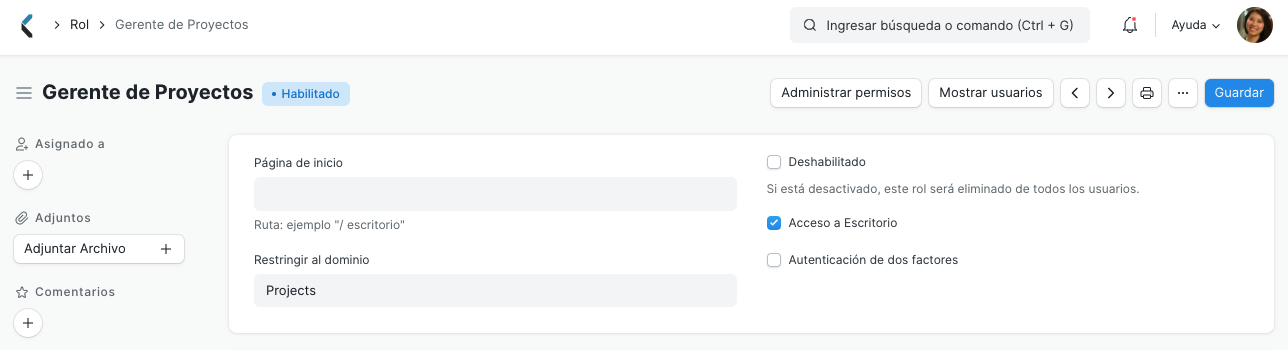 Rol
Gerente de Proyectos
Ingresar búsqueda o comando (Ctrl + G)
Ayuda
Gerente de Proyectos
Habilitado
Administrar permisos
Mostrar usuarios
Guardar
Asignado a
Adjuntos
Adjuntar Archivo
Comentarios
Página de inicio
Ruta: ejemplo "/ escritorio"
Restringir al dominio
Projects
Deshabilitado
Si está desactivado, este rol será eliminado de todos los usuarios.
Acceso a Escritorio
Autenticación de dos factores